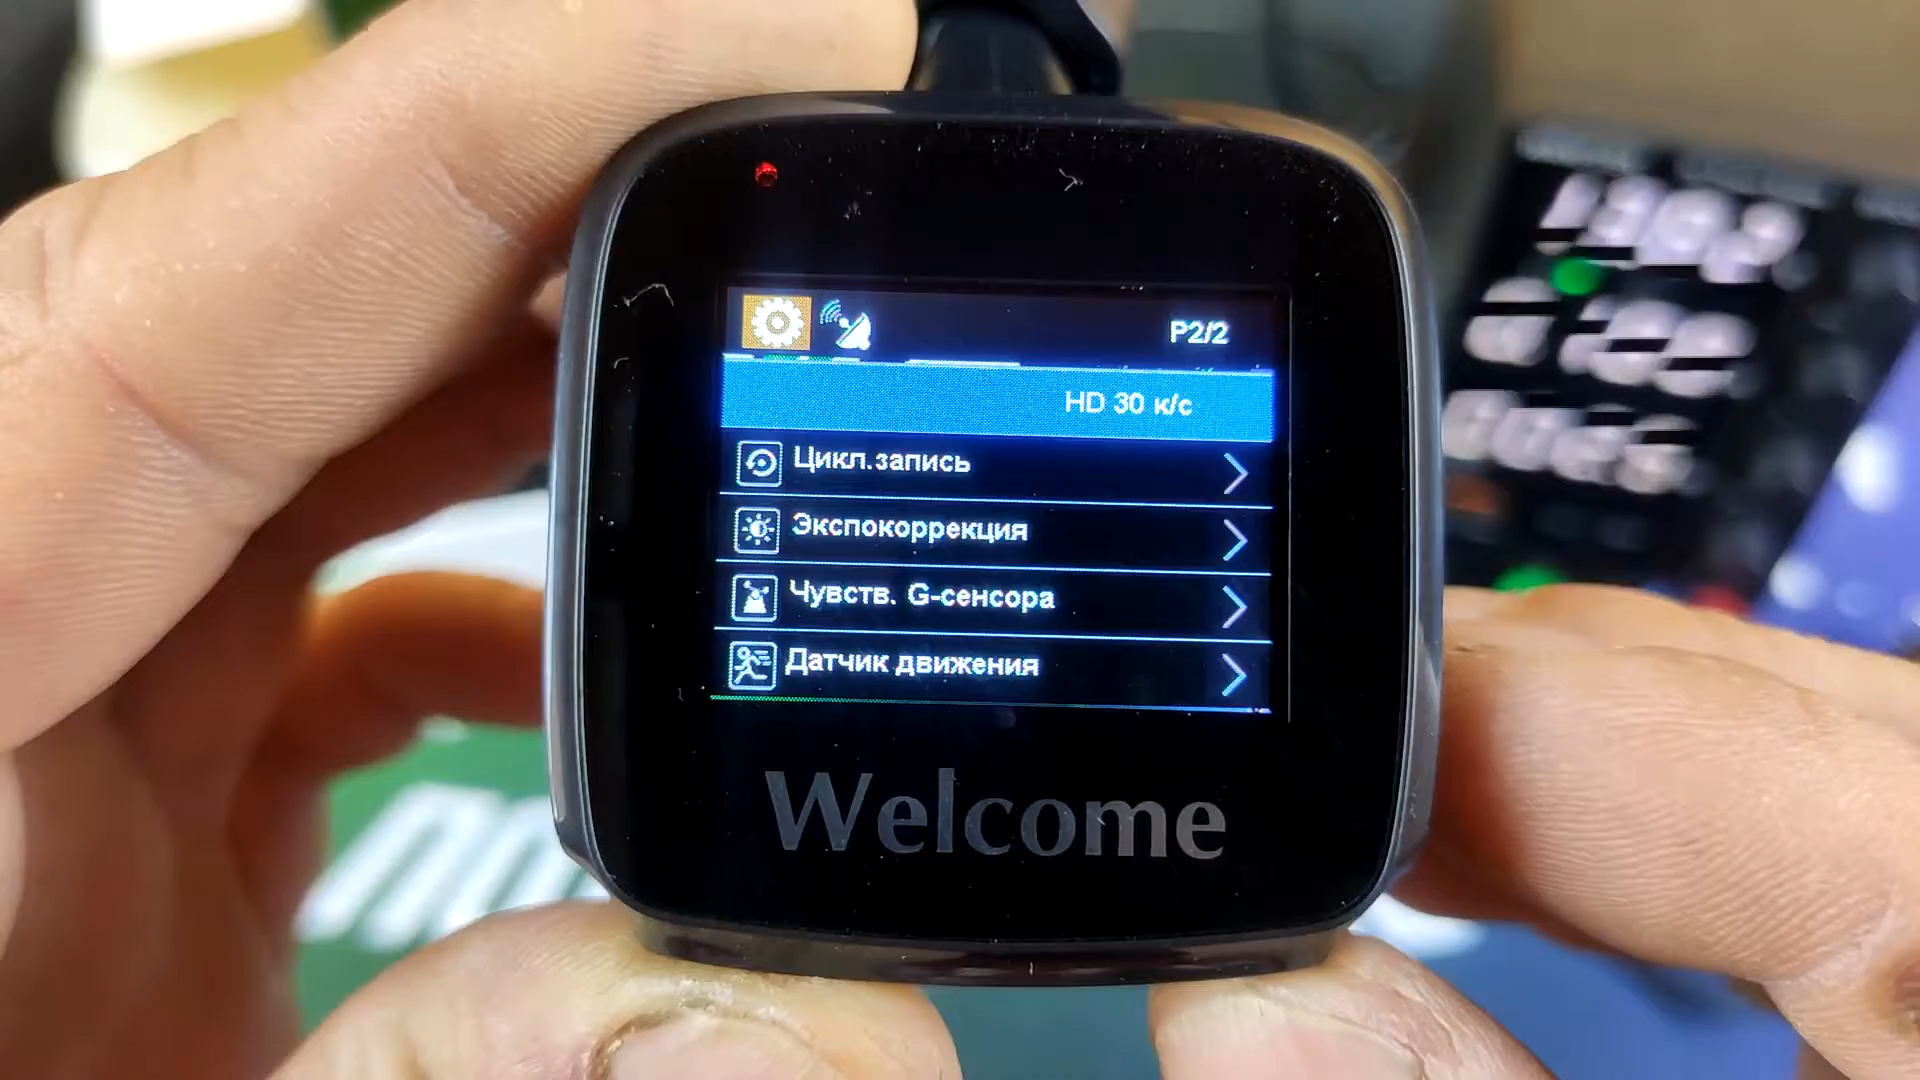 P2/2
HD 30 к/с
Цикл.запись
Экспокоррекция
Чувств. G-сенсора
Датчик движения
Welcome